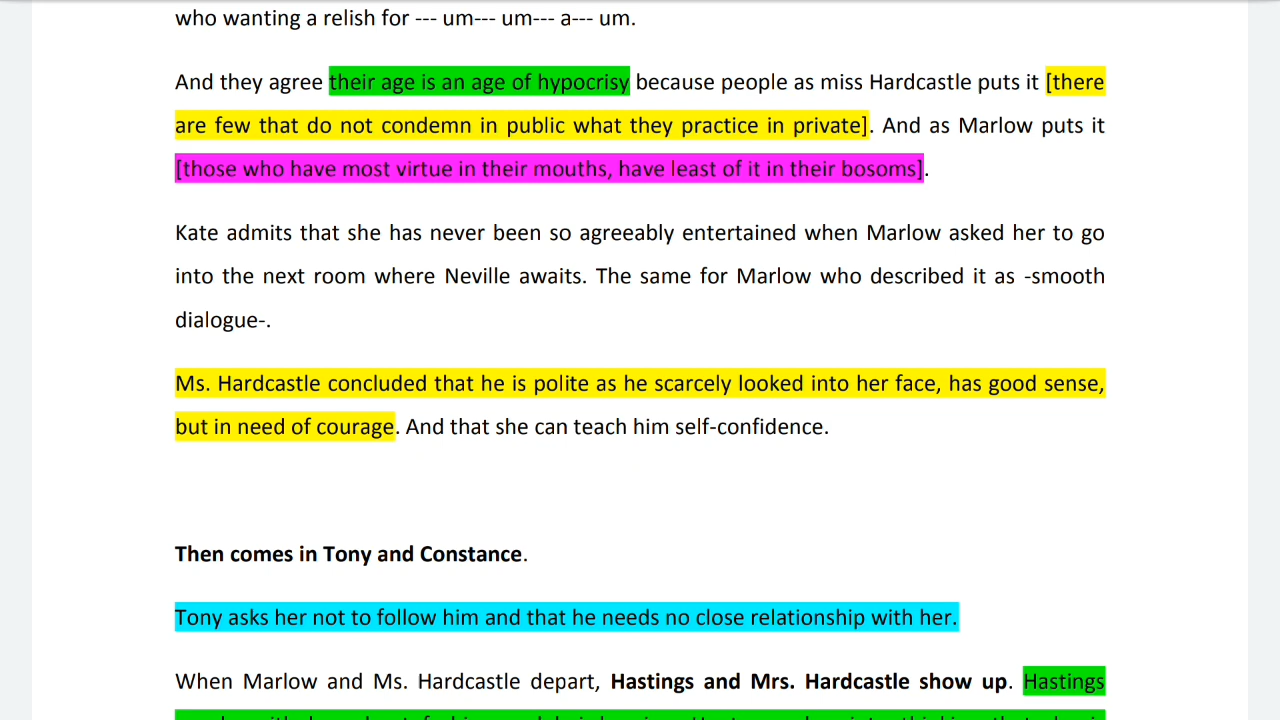 who wanting a relish for --- um--- um--- a--- um.
And they agree their age is an age of hypocrisy because people as miss Hardcastle puts it [there
are few that do not condemn in public what they practice in private]. And as Marlow puts it
[those who have most virtue in their mouths, have least of it in their bosoms].
Kate admits that she has never been so agreeably entertained when Marlow asked her to go
into the next room where Neville awaits. The same for Marlow who described it as -smooth
dialogue-.
Ms. Hardcastle concluded that he is polite as he scarcely looked into her face, has good sense,
but in need of courage. And that she can teach him self-confidence.
Then comes in Tony and Constance.
Tony asks her not to follow him and that he needs no close relationship with her.
When Marlow and Ms. Hardcastle depart, Hastings and Mrs. Hardcastle show up. Hastings